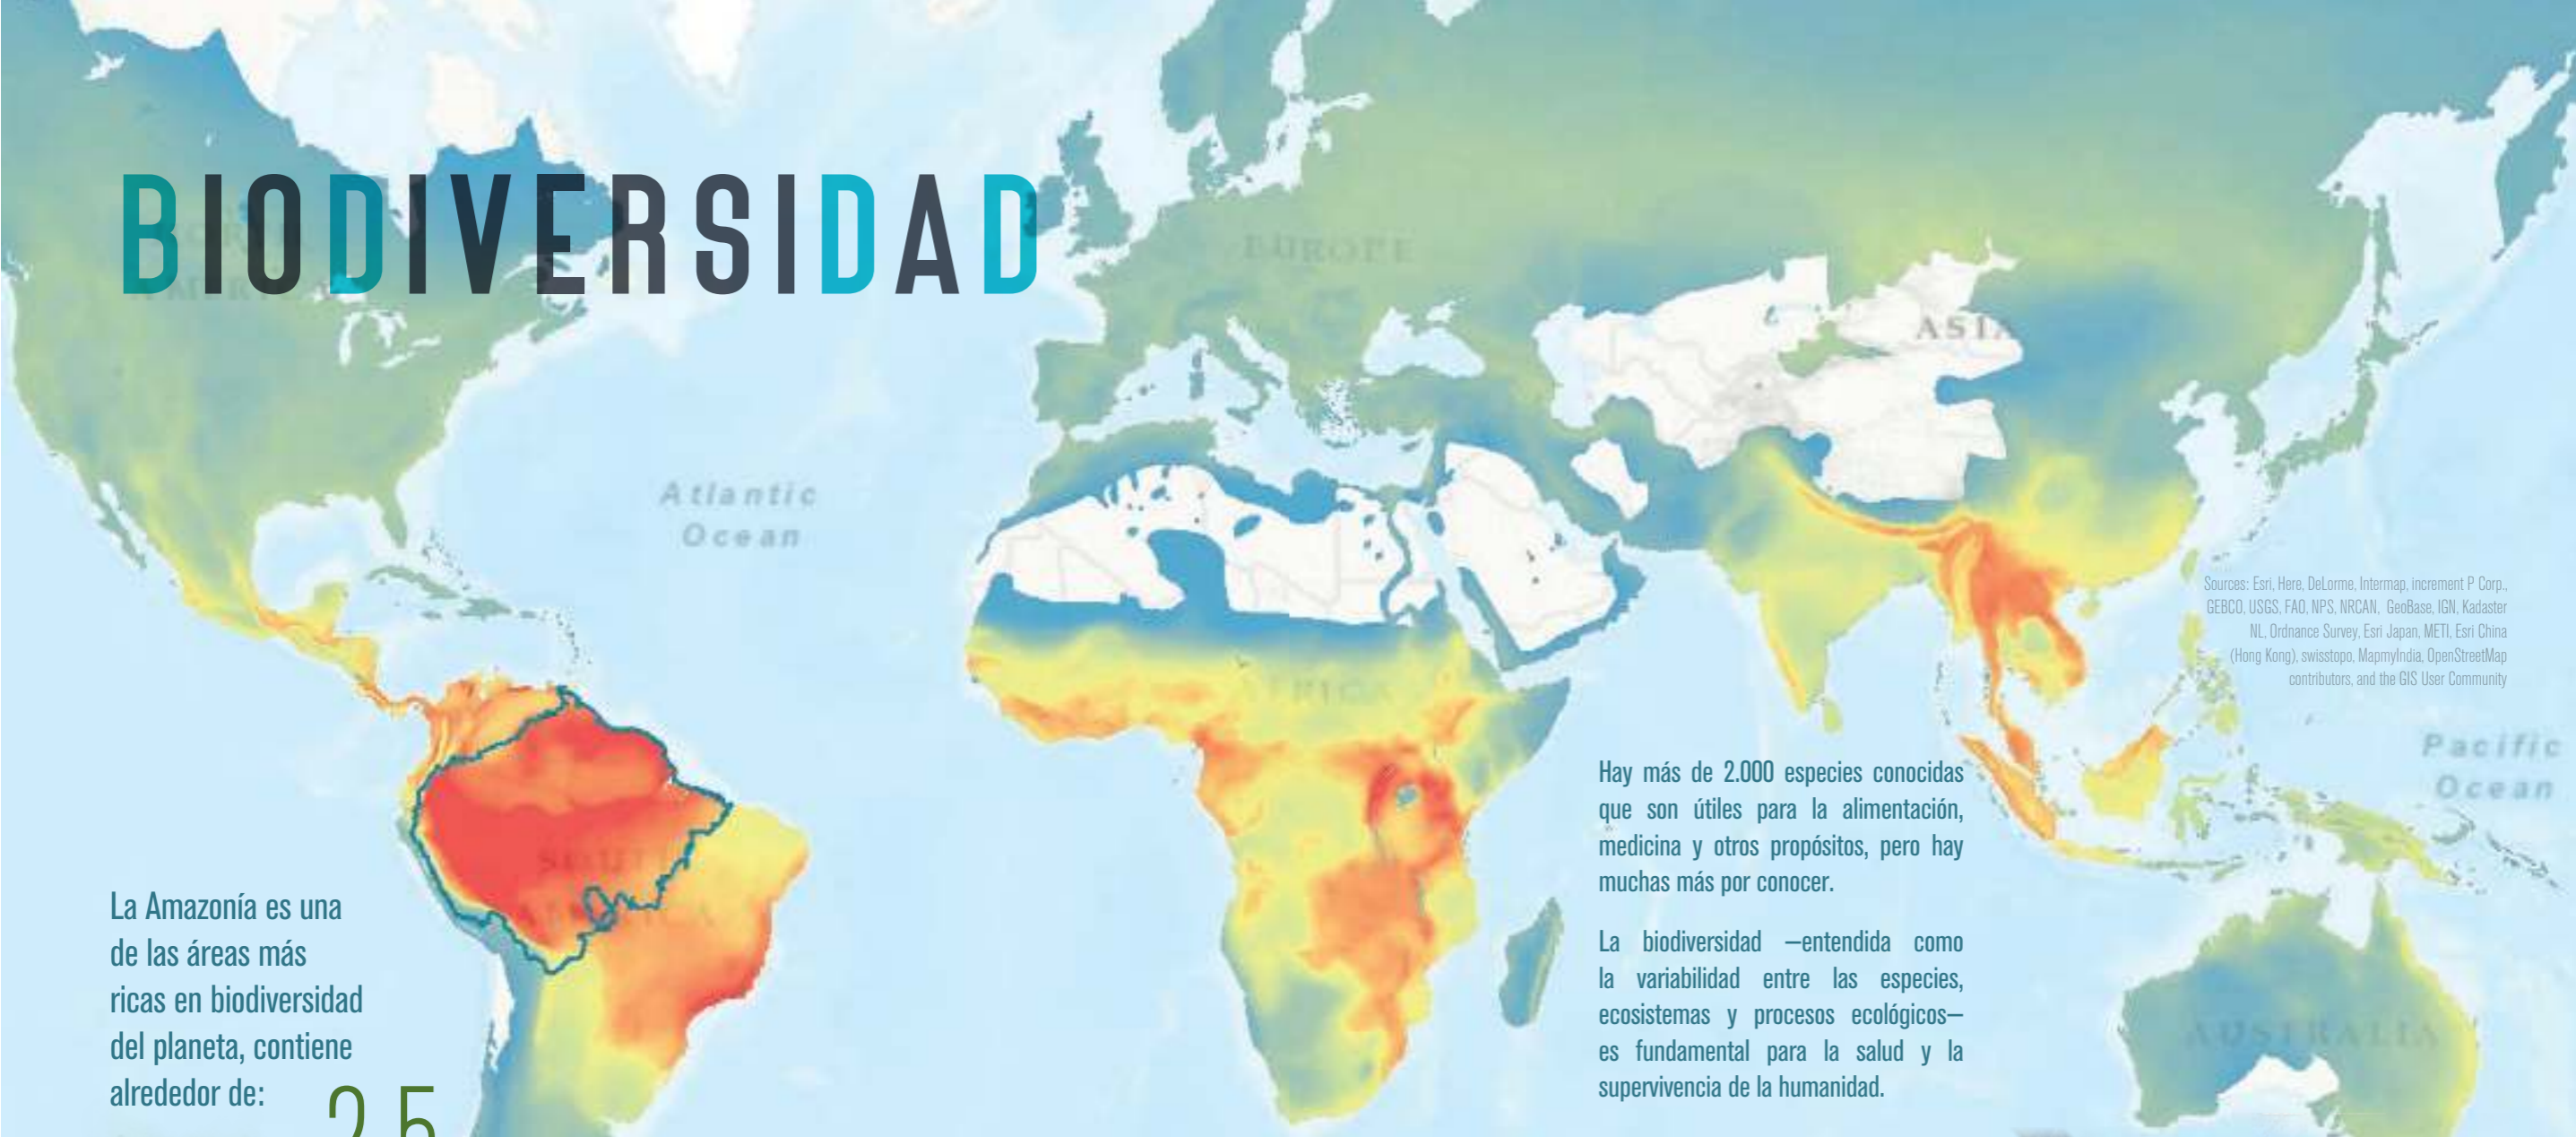 BIODIVERSIDAD
AMERICA
EUROPE
ASIA
Atlantic
Ocean
AFRICA
Sources: Esri, Here, DeLorme, Intermap, increment P Corp.,
GEBCO, USGS, FAO, NPS, NRCAN, GeoBase, IGN, Kadaster
NL, Ordnance Survey, Esri Japan, METI, Esri China
(Hong Kong), swisstopo, MapmyIndia, OpenStreetMap
contributors, and the GIS User Community
Pacific
Ocean
Hay más de 2.000 especies conocidas
que son útiles para la alimentación,
medicina y otros propósitos, pero hay
muchas más por conocer.
La biodiversidad –entendida como
la variabilidad entre las especies,
ecosistemas y procesos ecológicos–
es fundamental para la salud y la
supervivencia de la humanidad.
SOUTH
AMERICA
La Amazonía es una
de las áreas más
ricas en biodiversidad
del planeta, contiene
alrededor de:
AUSTRALIA